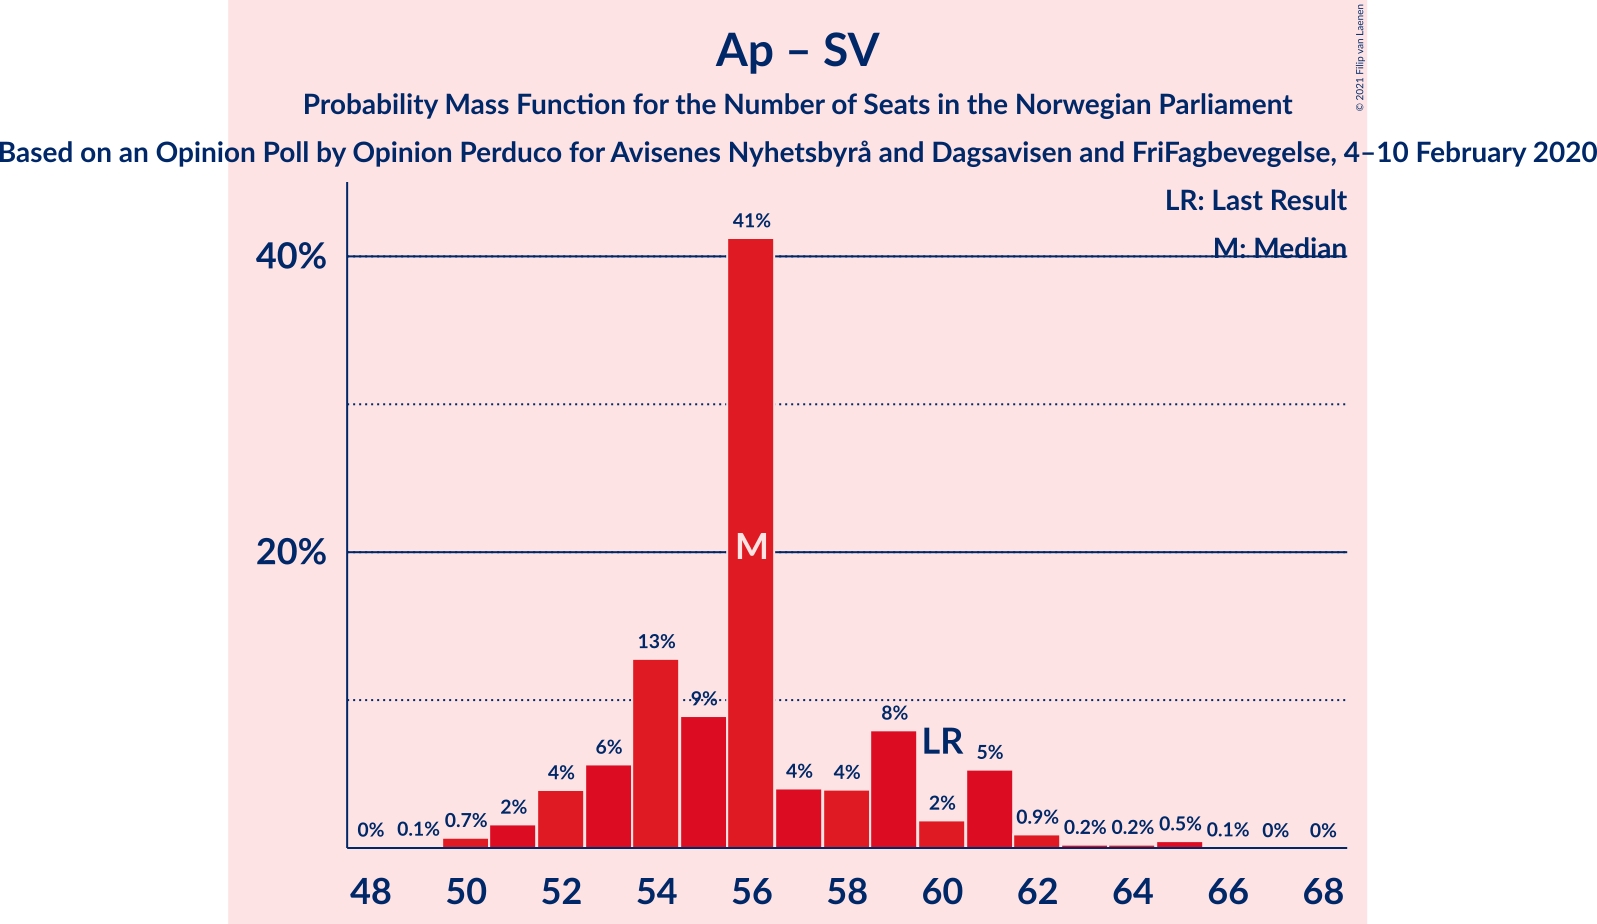 Ap – SV
Probability Mass Function for the Number of Seats in the Norwegian Parliament
Based on an Opinion Poll by Opinion Perduco for Avisenes Nyhetsbyrå and Dagsavisen and FriFagbevegelse, 4–10 February 2020
© 2021 Filip van Laenen
LR: Last Result
M: Median
40%
20%
41%
M
13%
9%
8%
LR
6%
5%
4%
4%
4%
2%
2%
0%
0.1%
0.7%
0.9%
0.2%
0.2%
0.5%
0.1%
0%
0%
48 50 52 54 56 58 60 62 64 66 68